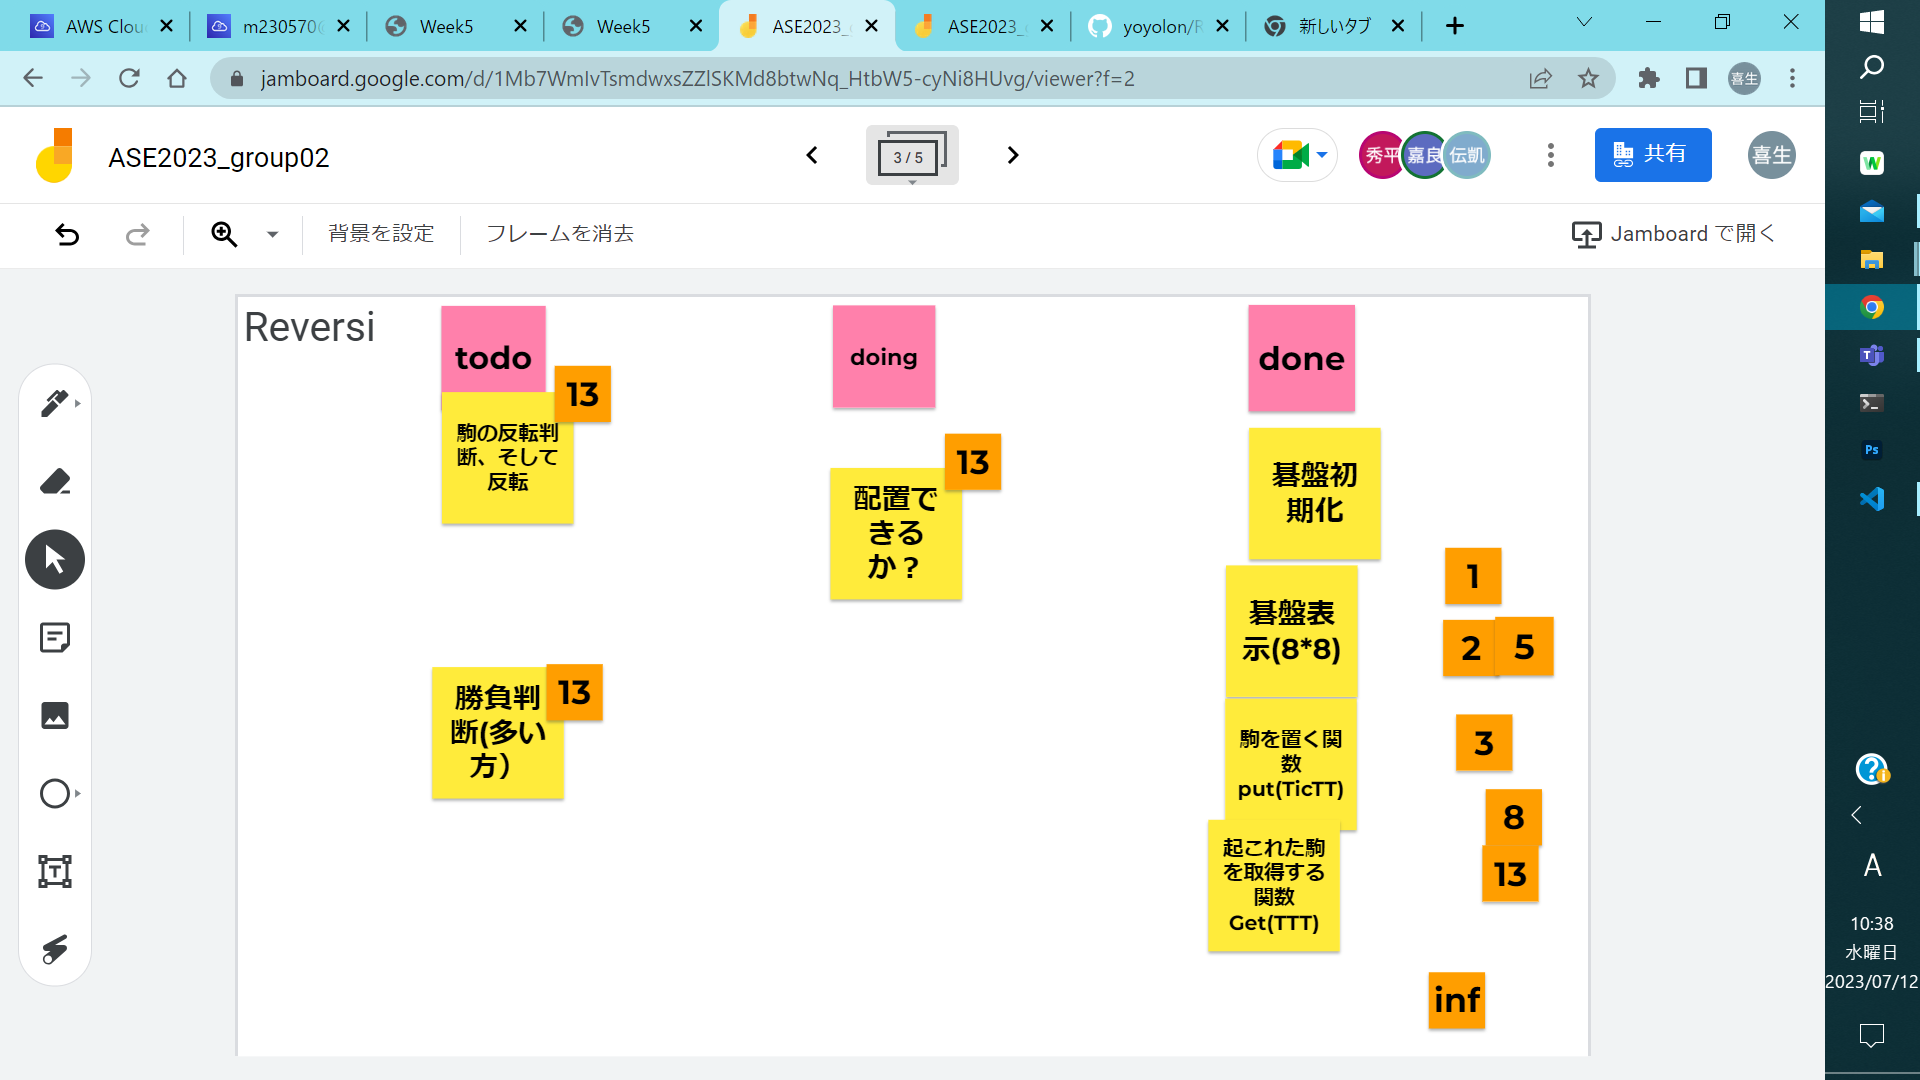 AWS Clou
m230570@
Week5
Week5
ASE2023_
ASE2023_
yoyolon/R
新しいタブ
jamboard.google.com/d/1Mb7WmIvTsmdwxsZZlSKMd8btwNq_HtbW5-cyNi8HUvg/viewer?f=2
喜生
ASE2023_group02
3 / 5
秀平
嘉良
伝凱
共有
喜生
背景を設定
フレームを消去
Jamboard で開く
Reversi
todo
13
駒の反転判
断、そして
反転
勝負判
断(多い
方）
13
doing
13
配置で
きる
か？
done
碁盤初
期化
碁盤表
示(8*8)
駒を置く関
数
put(TicTT)
起これた駒
を取得する
関数
Get(TTT)
1
2
5
3
8
13
inf
A
10:38
水曜日
2023/07/12